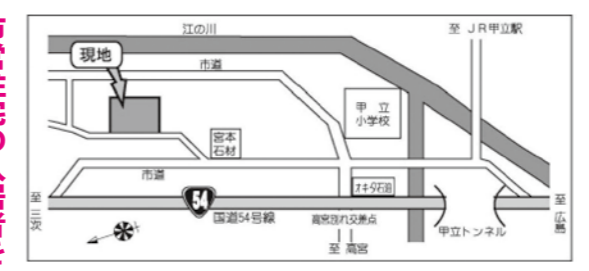 江の川
至 JR甲立駅
現地
市道
甲 立
小学校
宮本
石材
市道
オキタ石油
至 三次
54
国道54号線
高宮別れ交差点
至 広島
甲立トンネル
至 高宮